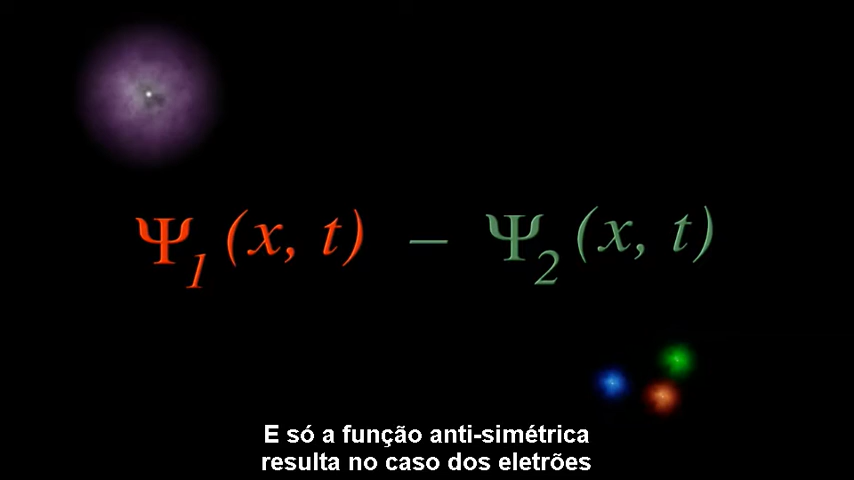 Ψ₁(x, t) – Ψ₂(x, t)
E só a função anti-simétrica
resulta no caso dos eletrões